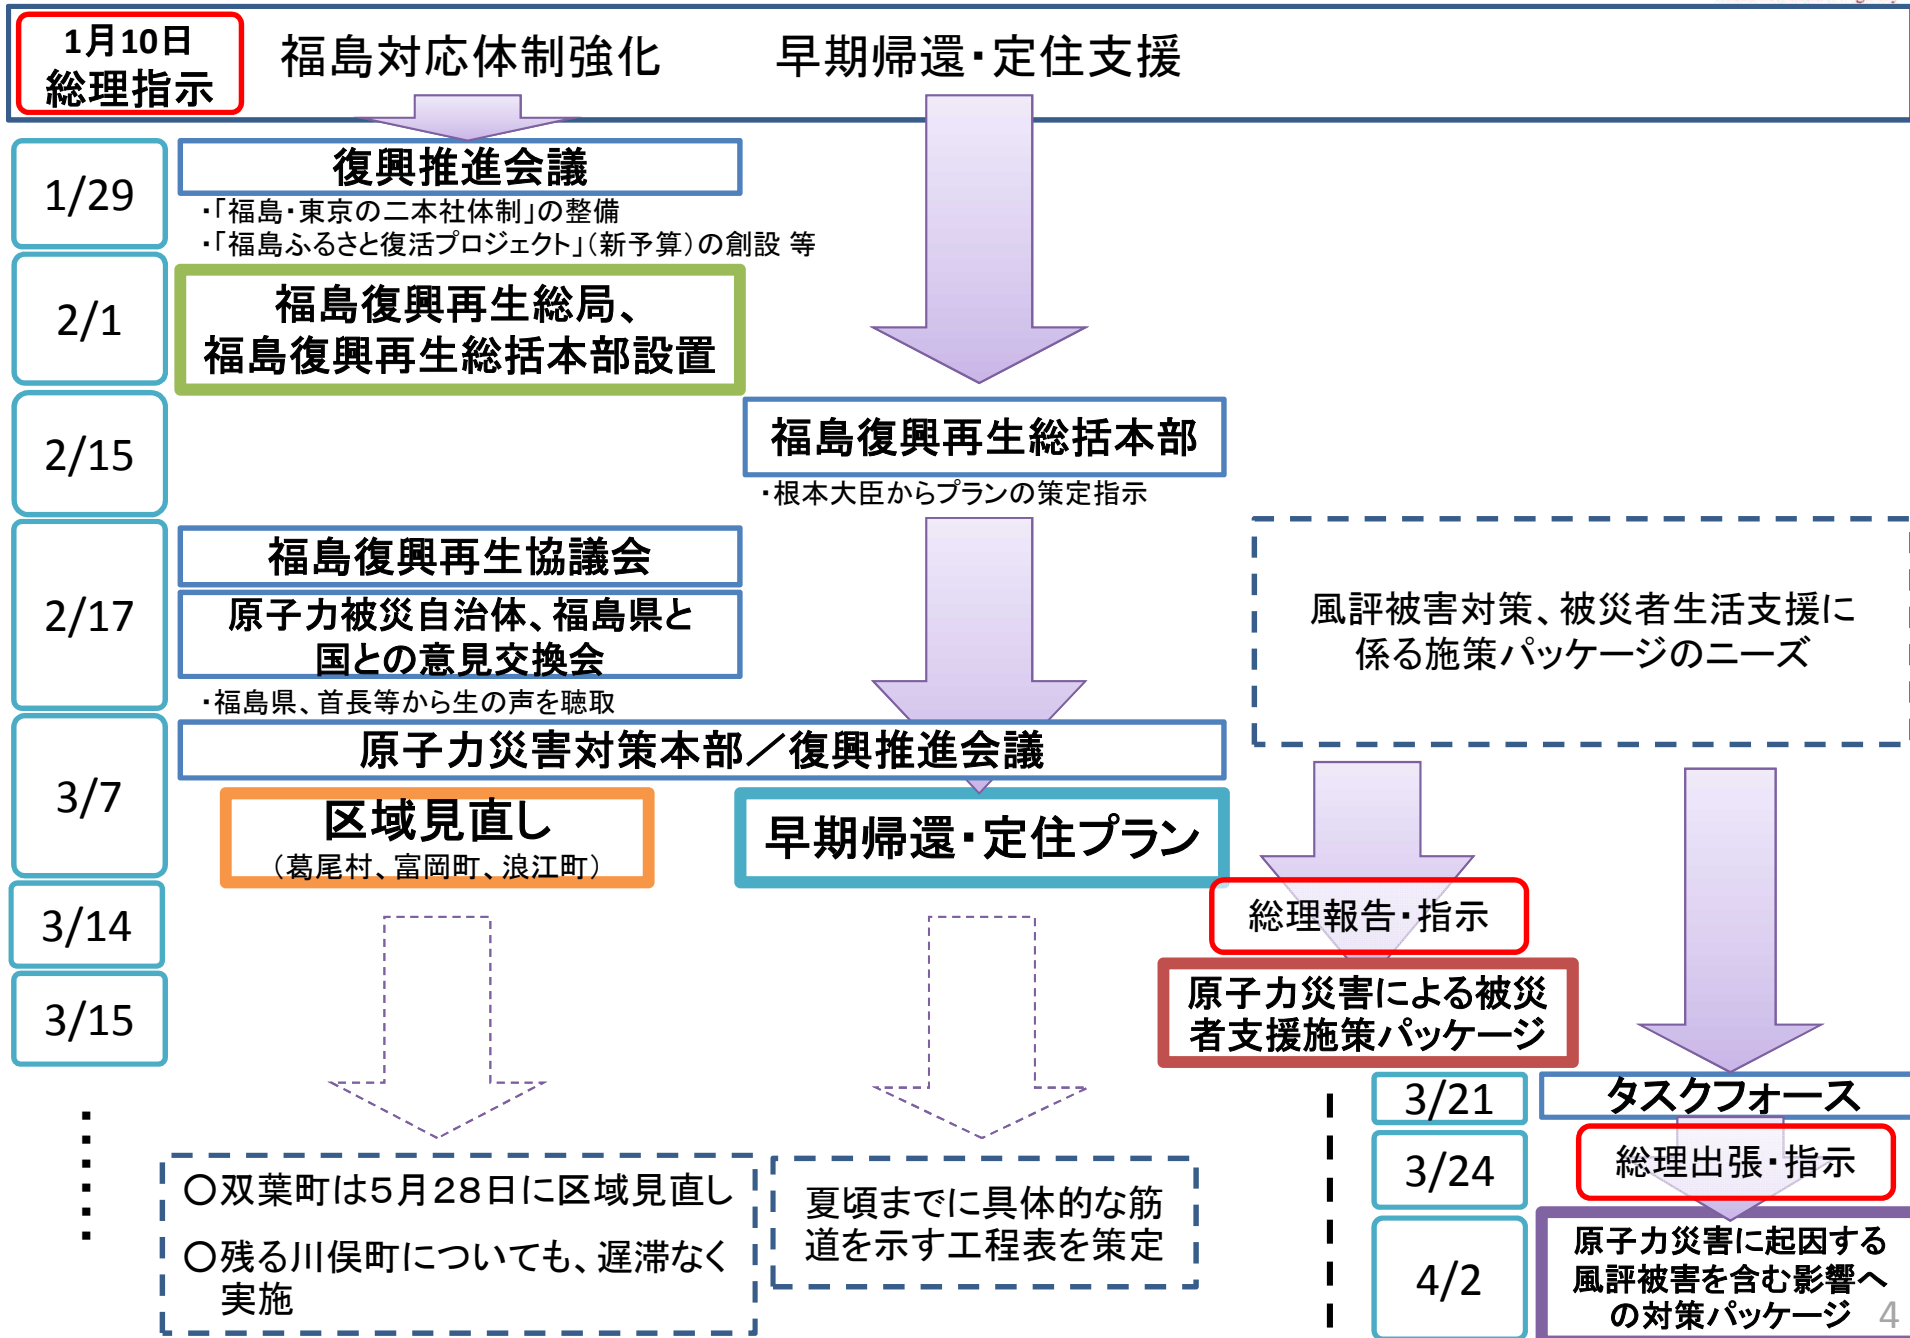 1月10日
総理指示
福島対応体制強化
早期帰還・定住支援
1/29
復興推進会議
・「福島・東京の二本社体制」の整備
・「福島ふるさと復活プロジェクト」（新予算）の創設 等
2/1
福島復興再生総局、
福島復興再生総括本部設置
2/15
福島復興再生総括本部
・根本大臣からプランの策定指示
2/17
福島復興再生協議会
原子力被災自治体、福島県と
国との意見交換会
・福島県、首長等から生の声を聴取
風評被害対策、被災者生活支援に
係る施策パッケージのニーズ
3/7
原子力災害対策本部／復興推進会議
区域見直し
（葛尾村、富岡町、浪江町）
早期帰還・定住プラン
3/14
総理報告・指示
3/15
原子力災害による被災
者支援施策パッケージ
3/21
タスクフォース
3/24
総理出張・指示
4/2
原子力災害に起因する
風評被害を含む影響へ
の対策パッケージ
○双葉町は５月２８日に区域見直し
○残る川俣町についても、遅滞なく
実施
夏頃までに具体的な筋
道を示す工程表を策定
4